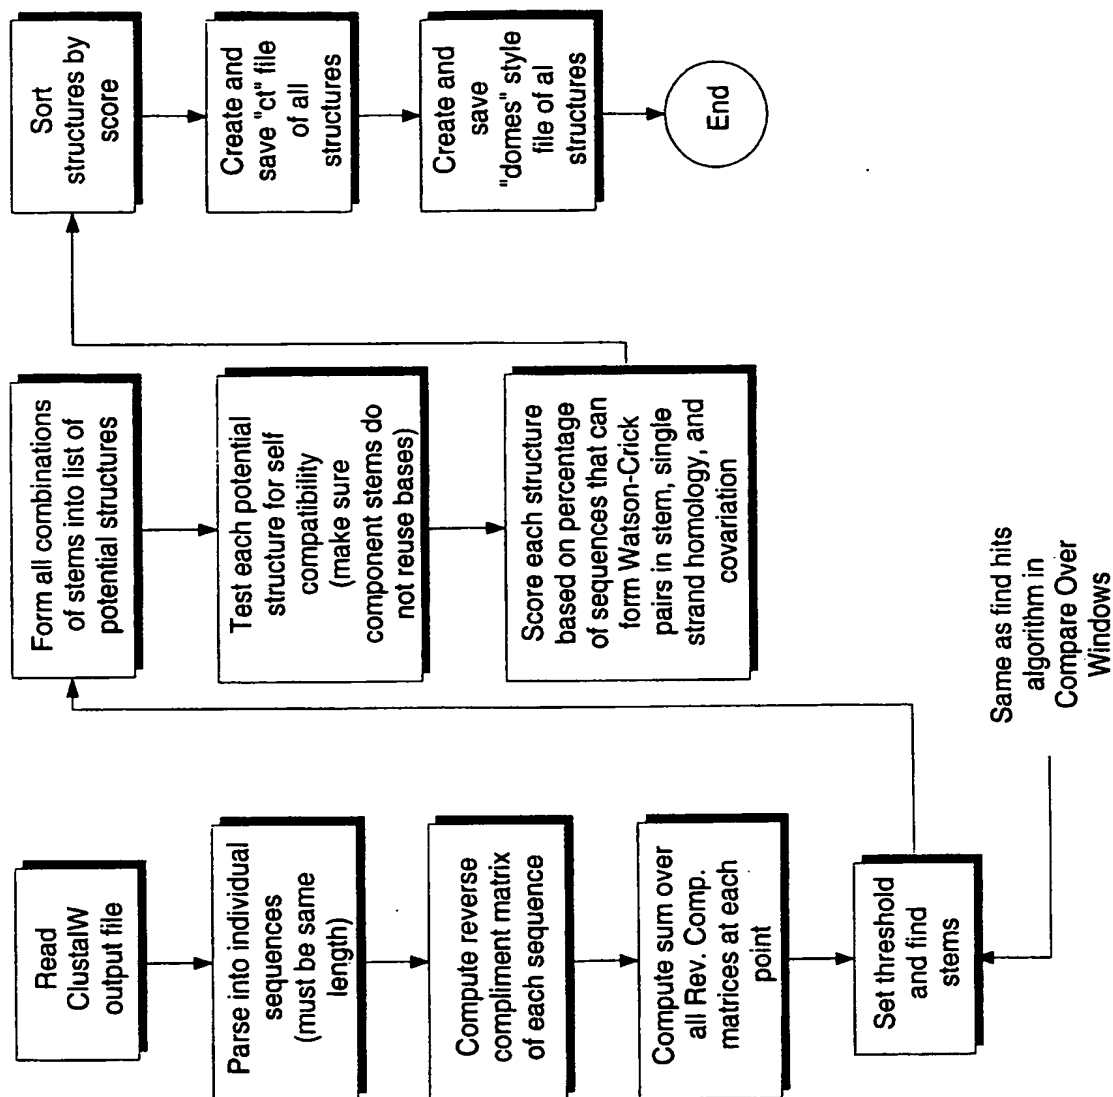 Read
ClustalW
output file
Parse into individual
sequences
(must be same
length)
Compute reverse
compliment matrix
of each sequence
Compute sum over
all Rev. Comp.
matrices at each
point
Set threshold
and find
stems
Same as find hits
algorithm in
Compare Over
Windows
Form all combinations
of stems into list of
potential structures
Test each potential
structure for self
compatibility
(make sure
component stems do
not reuse bases)
Score each structure
based on percentage
of sequences that can
form Watson-Crick
pairs in stem, single
strand homology, and
covariation
Sort
structures by
score
Create and
save "ct" file
of all
structures
Create and
save
"domes" style
file of al
structures
End